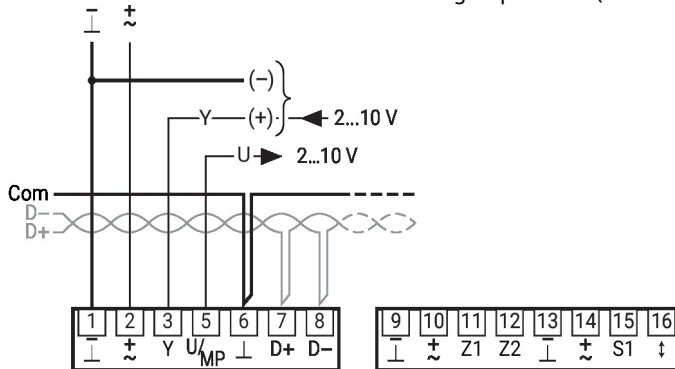 − +
⊥ ~
(−)
Y (+) 2...10 V
U 2...10 V
Com
D−
D+
1 2 3 5 6 7 8 9 10 11 12 13 14 15 16
⊥ ~ Y U/MP ⊥ D+ D− ⊥ ~ Z1 Z2 ⊥ ~ S1 ↕